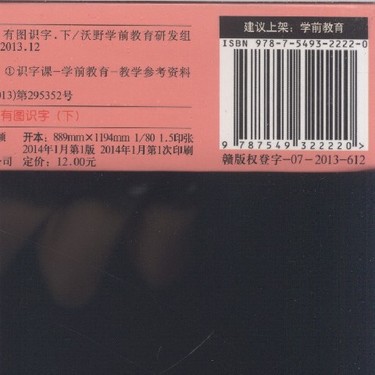 有图识字.下/沃野学前教育研发组
2013.12
①识字课-学前教育-教学参考资料
013)第295352号
有图识字(下)
开本:889mm×1194mm 1/80 1.5印张
2014年1月第1版 2014年1月第1次印刷
公司 定价:12.00元
建议上架:学前教育
ISBN 978-7-5493-2222-0
9 787549 322220 >
赣版权登字-07-2013-612